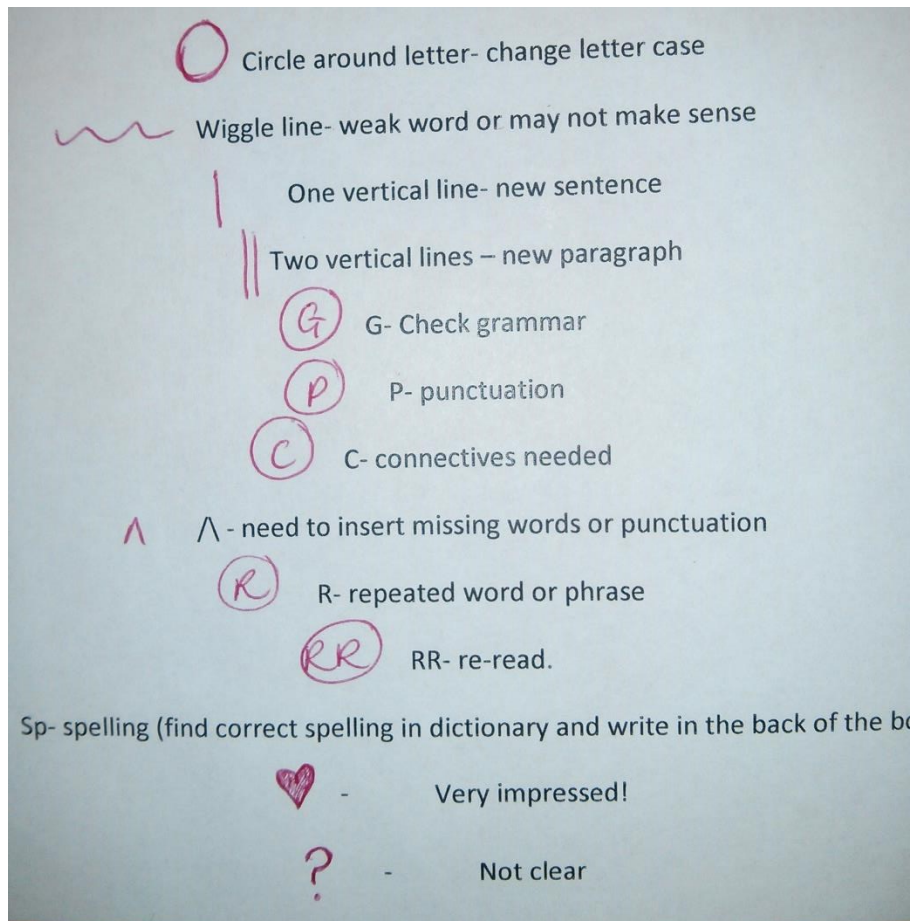 Circle around letter- change letter case
Wiggle line- weak word or may not make sense
One vertical line- new sentence
Two vertical lines – new paragraph
G G- Check grammar
P P- punctuation
C C- connectives needed
/\ /\ - need to insert missing words or punctuation
R R- repeated word or phrase
RR RR- re-read.
Sp- spelling (find correct spelling in dictionary and write in the back of the
- Very impressed!
? - Not clear